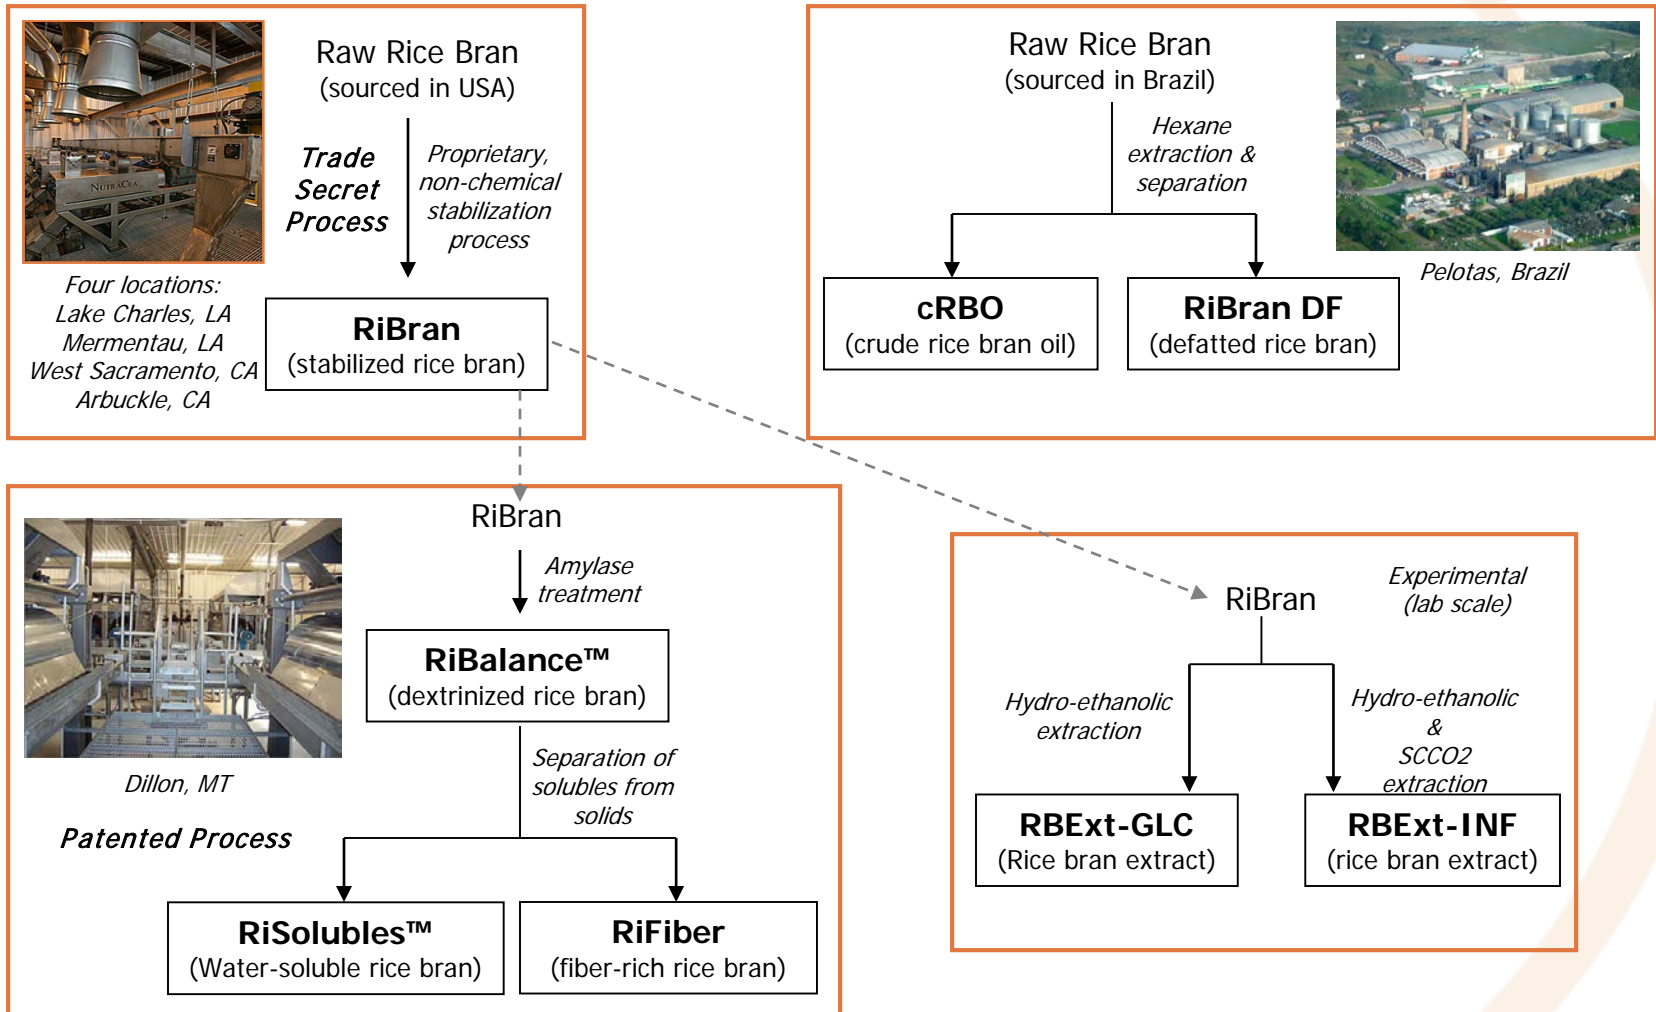 Raw Rice Bran
(sourced in USA)
Trade
Secret
Process
Proprietary,
non-chemical
stabilization
process
NUTRACEA
Four locations:
Lake Charles, LA
Mermentau, LA
West Sacramento, CA
Arbuckle, CA
RiBran
(stabilized rice bran)
Raw Rice Bran
(sourced in Brazil)
Hexane
extraction &
separation
Pelotas, Brazil
cRBO
(crude rice bran oil)
RiBran DF
(defatted rice bran)
RiBran
Amylase
treatment
RiBalance™
(dextrinized rice bran)
Separation of
solubles from
solids
Dillon, MT
Patented Process
RiSolubles™
(Water-soluble rice bran)
RiFiber
(fiber-rich rice bran)
Experimental
(lab scale)
RiBran
Hydro-ethanolic
extraction
Hydro-ethanolic
&
SCCO2
extraction
RBExt-GLC
(Rice bran extract)
RBExt-INF
(rice bran extract)